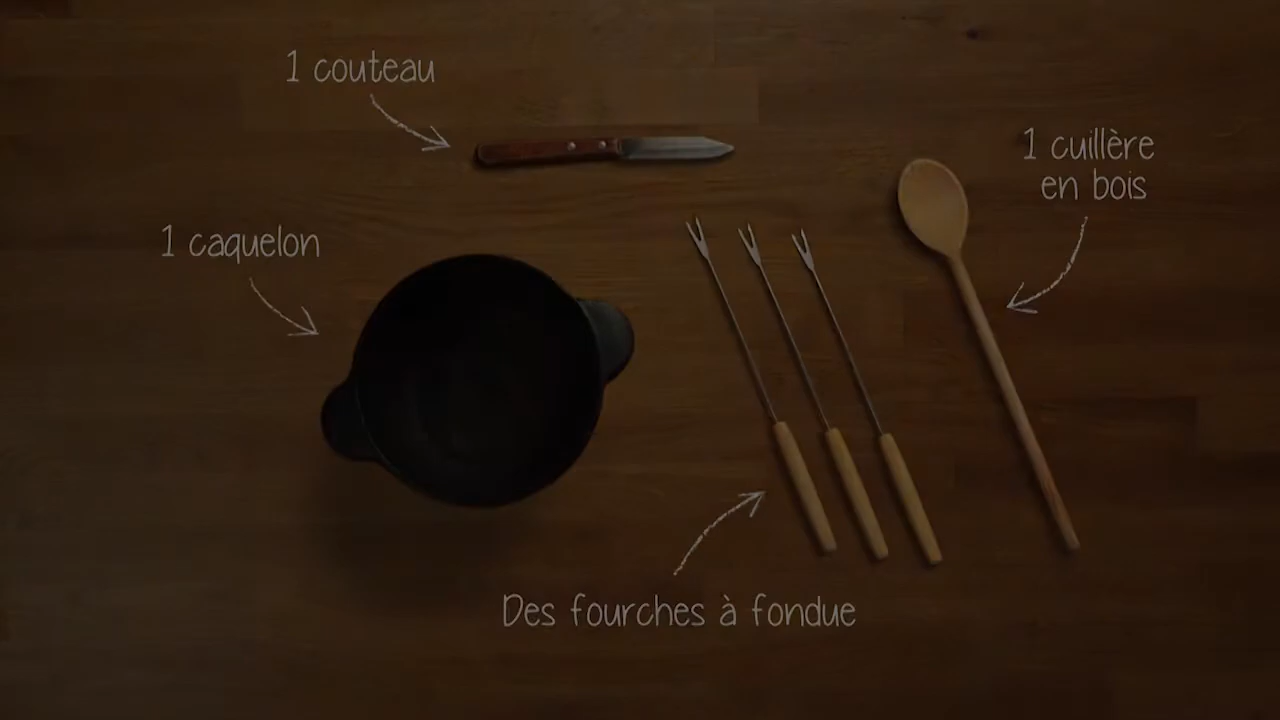 1 couteau
1 cuillère
en bois
1 caquelon
Des fourches à fondue